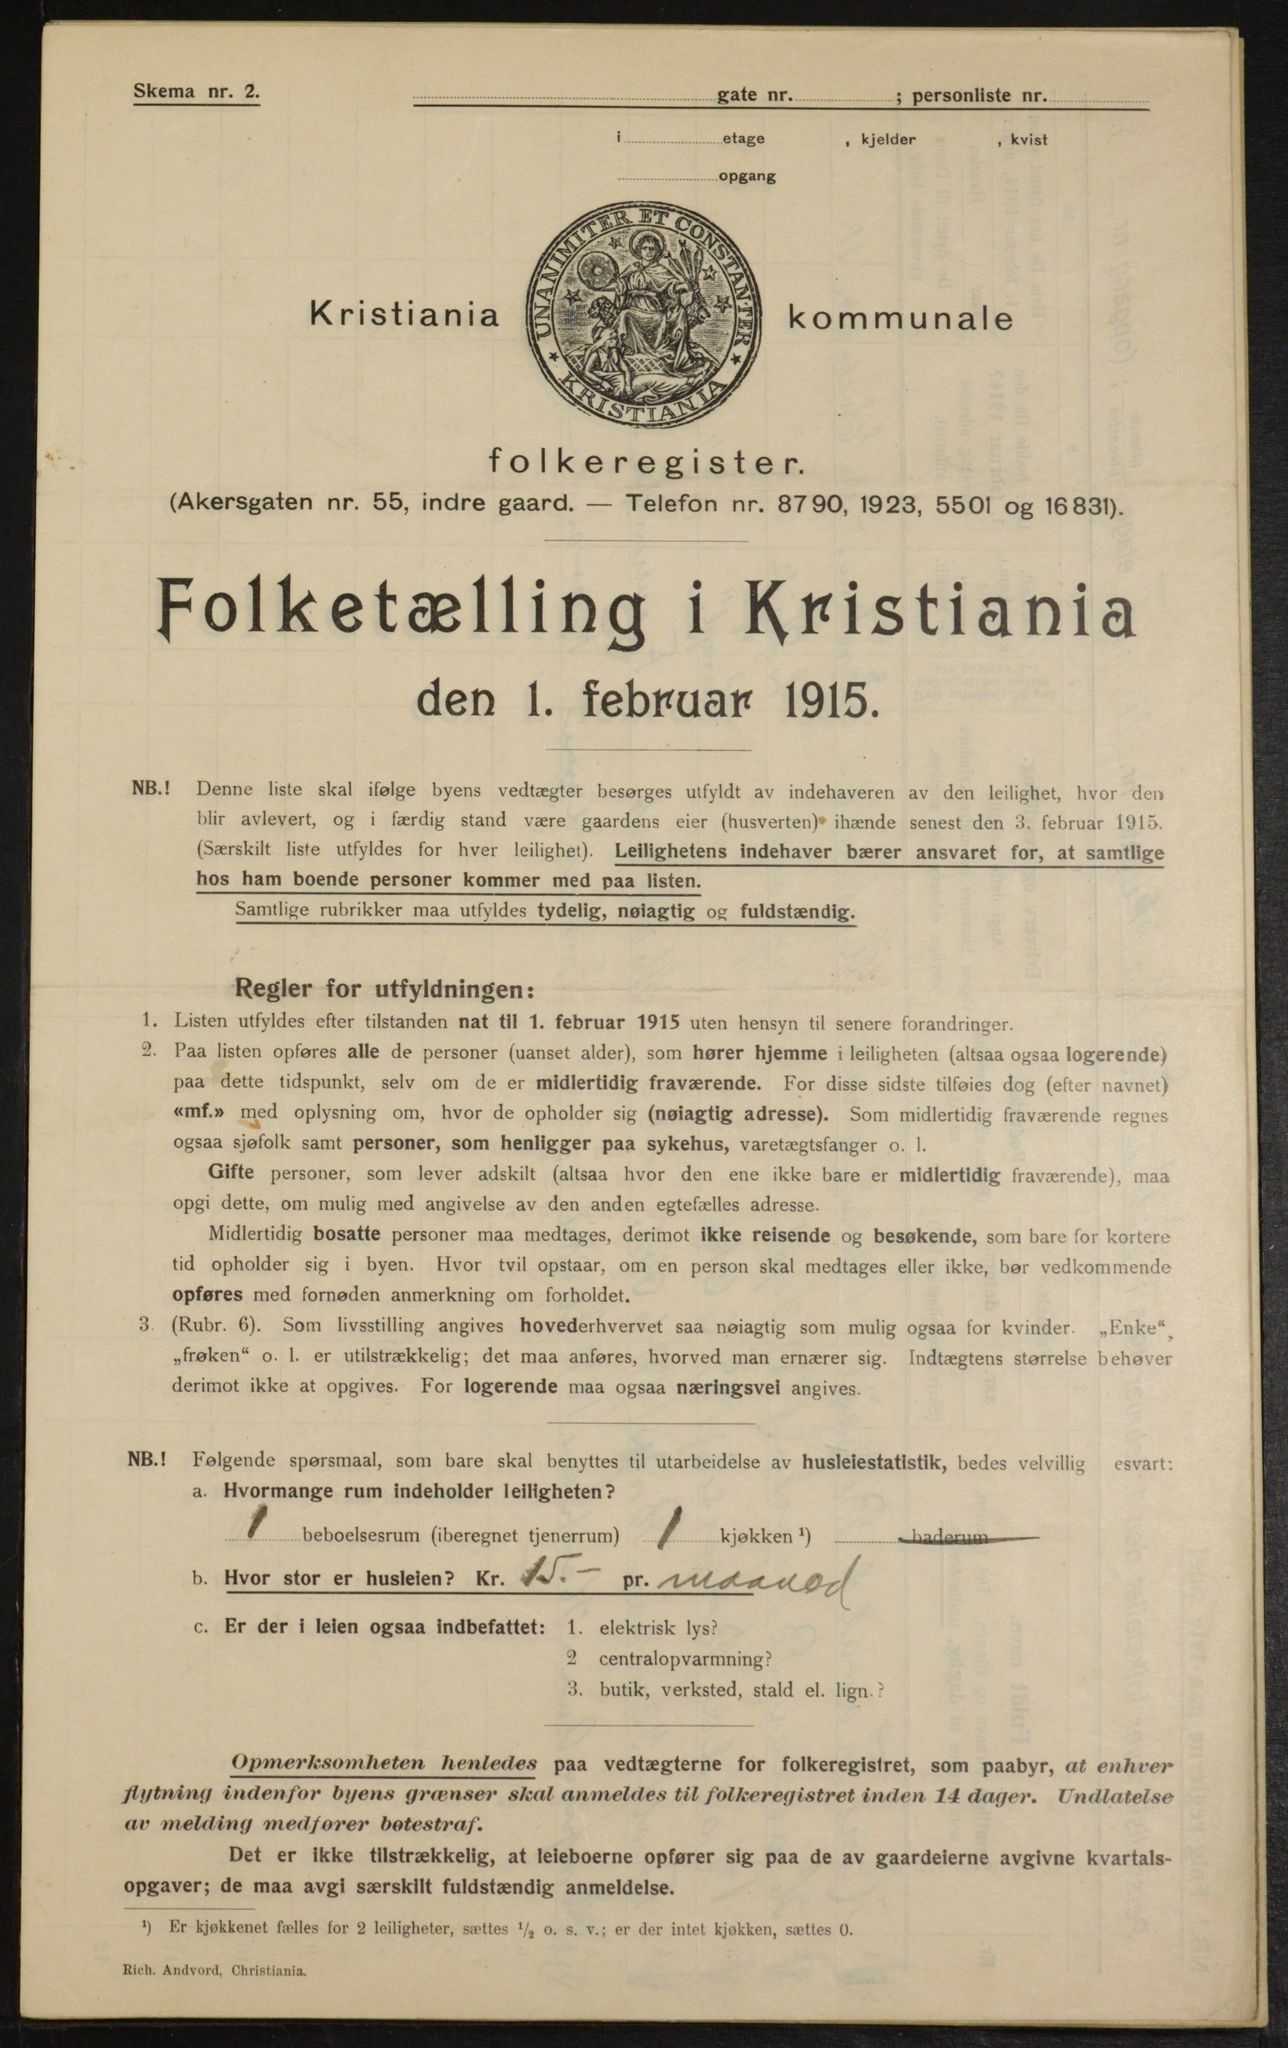 Skema nr. 2.
gate nr. ; personliste nr.
i etage , kjelder , kvist
opgang
UNANIMITER ET CONSTANTER
KRISTIANIA
Kristiania kommunale
folkeregister.
(Akersgaten nr. 55, indre gaard. — Telefon nr. 8790, 1923, 5501 og 16831).
Folketælling i Kristiania
den 1. februar 1915.
NB.! Denne liste skal ifølge byens vedtægter besørges utfyldt av indehaveren av den leilighet, hvor den
blir avlevert, og i færdig stand være gaardens eier (husverten) ihænde senest den 3. februar 1915.
(Særskilt liste utfyldes for hver leilighet). Leilighetens indehaver bærer ansvaret for, at samtlige
hos ham boende personer kommer med paa listen.
Samtlige rubrikker maa utfyldes tydelig, nøiagtig og fuldstændig.
Regler for utfyldningen:
1. Listen utfyldes efter tilstanden nat til 1. februar 1915 uten hensyn til senere forandringer.
2. Paa listen opføres alle de personer (uanset alder), som hører hjemme i leiligheten (altsaa ogsaa logerende)
paa dette tidspunkt, selv om de er midlertidig fraværende. For disse sidste tilføies dog (efter navnet)
«mf.» med oplysning om, hvor de opholder sig (nøiagtig adresse). Som midlertidig fraværende regnes
ogsaa sjøfolk samt personer, som henligger paa sykehus, varetægtsfanger o. l.
Gifte personer, som lever adskilt (altsaa hvor den ene ikke bare er midlertidig fraværende), maa
opgi dette, om mulig med angivelse av den anden egtefælles adresse.
Midlertidig bosatte personer maa medtages, derimot ikke reisende og besøkende, som bare for kortere
tid opholder sig i byen. Hvor tvil opstaar, om en person skal medtages eller ikke, bør vedkommende
opføres med fornøden anmerkning om forholdet.
3. (Rubr. 6). Som livsstilling angives hovederhvervet saa nøiagtig som mulig ogsaa for kvinder. „Enke“,
„frøken“ o. l. er utilstrækkelig; det maa anføres, hvorved man ernærer sig. Indtægtens størrelse behøver
derimot ikke at opgives. For logerende maa ogsaa næringsvei angives.
NB.! Følgende spørsmaal, som bare skal benyttes til utarbeidelse av husleiestatistik, bedes velvillig esvart:
a. Hvormange rum indeholder leiligheten?
1 beboelsesrum (iberegnet tjenerrum) 1 kjøkken ¹) baderum
b. Hvor stor er husleien? Kr. 15.- pr. maaned
c. Er der i leien ogsaa indbefattet: 1. elektrisk lys?
2 centralopvarmning?
3. butik, verksted, stald el. lign.?
Opmerksomheten henledes paa vedtægterne for folkeregistret, som paabyr, at enhver
flytning indenfor byens grænser skal anmeldes til folkeregistret inden 14 dager. Undlatelse
av melding medfører bøtestraf.
Det er ikke tilstrækkelig, at leieboerne opfører sig paa de av gaardeierne avgivne kvartals-
opgaver; de maa avgi særskilt fuldstændig anmeldelse.
¹) Er kjøkkenet fælles for 2 leiligheter, sættes ½ o. s. v.; er der intet kjøkken, sættes 0.
Rich. Andvord, Christiania.